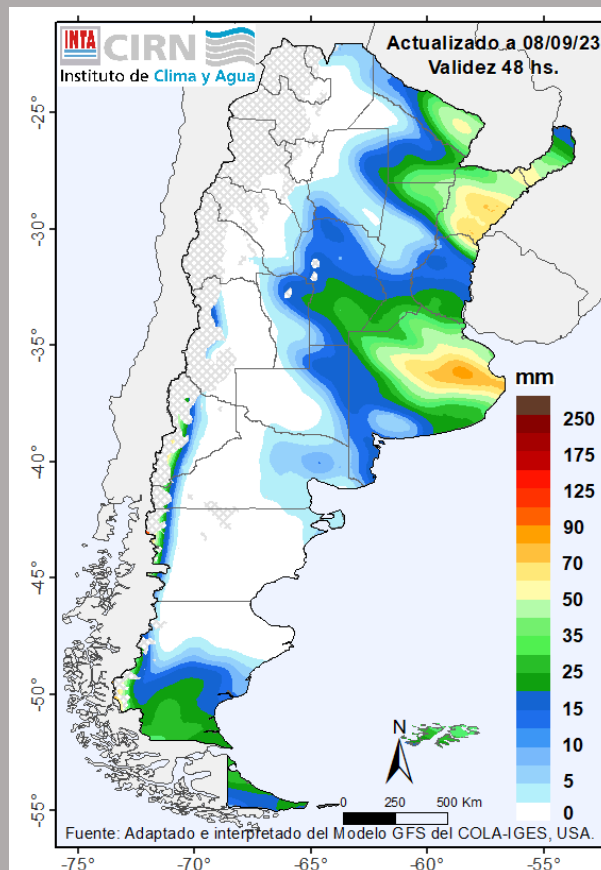 INTA CIRN
Instituto de Clima y Agua
Actualizado a 08/09/23
Validez 48 hs.
-25°
-30°
-35°
-40°
-45°
-50°
-55°
mm
250
175
125
90
70
50
35
25
15
10
5
0
N
0 250 500 Km
Fuente: Adaptado e interpretado del Modelo GFS del COLA-IGES, USA.
-75° -70° -65° -60° -55°